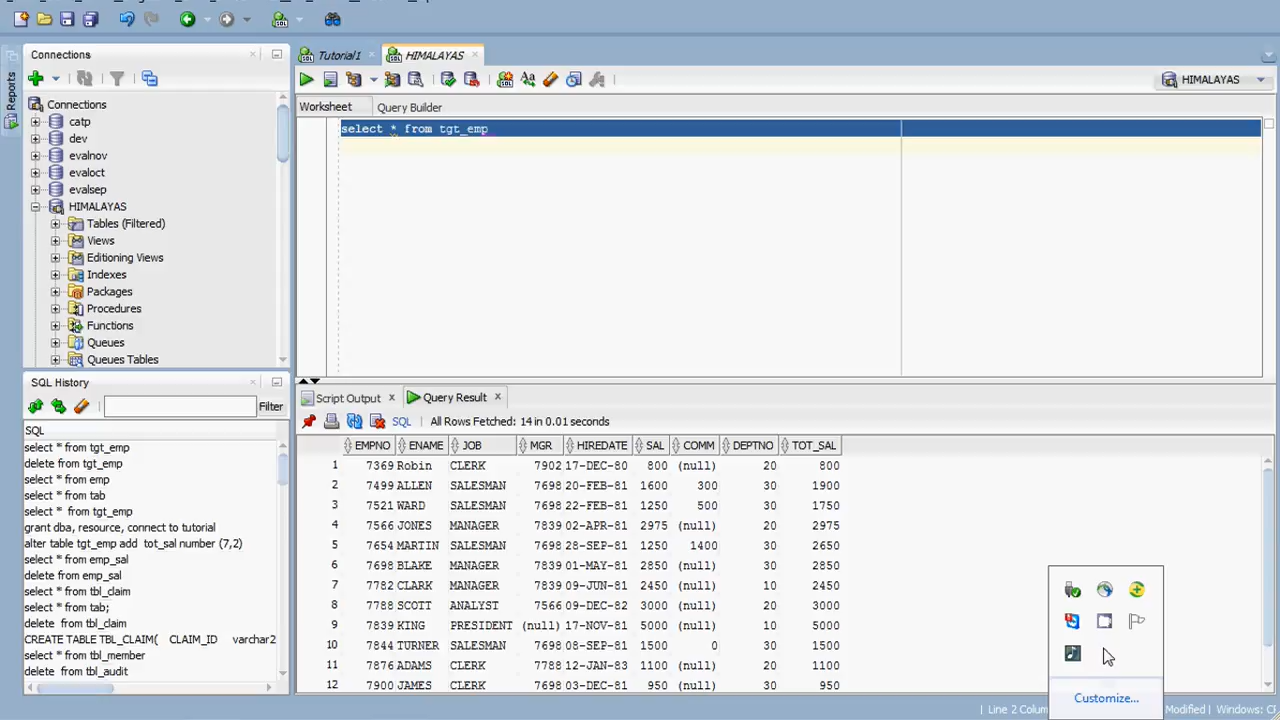 Tutorial1
HIMALAYAS
Connections
Reports
HIMALAYAS
Worksheet
Query Builder
Connections
catp
dev
evalnov
evaloct
evalsep
HIMALAYAS
Tables (Filtered)
Views
Editioning Views
Indexes
Packages
Procedures
Functions
Queues
Queues Tables
select * from tgt_emp
SQL History
Filter
SQL
select * from tgt_emp
delete from tgt_emp
select * from emp
select * from tab
select *  from tgt_emp
grant dba, resource, connect to tutorial
alter table tgt_emp add  tot_sal number (7,2)
select * from emp_sal
delete from emp_sal
select * from tbl_claim
select * from tab;
delete  from tbl_claim
CREATE TABLE TBL_CLAIM(    CLAIM_ID    varchar2
select * from tbl_member
delete  from tbl_audit
Script Output
Query Result
SQL | All Rows Fetched: 14 in 0.01 seconds
EMPNO ENAME JOB MGR HIREDATE SAL COMM DEPTNO TOT_SAL
1 7369 Robin CLERK 7902 17-DEC-80 800 (null) 20 800
2 7499 ALLEN SALESMAN 7698 20-FEB-81 1600 300 30 1900
3 7521 WARD SALESMAN 7698 22-FEB-81 1250 500 30 1750
4 7566 JONES MANAGER 7839 02-APR-81 2975 (null) 20 2975
5 7654 MARTIN SALESMAN 7698 28-SEP-81 1250 1400 30 2650
6 7698 BLAKE MANAGER 7839 01-MAY-81 2850 (null) 30 2850
7 7782 CLARK MANAGER 7839 09-JUN-81 2450 (null) 10 2450
8 7788 SCOTT ANALYST 7566 09-DEC-82 3000 (null) 20 3000
9 7839 KING PRESIDENT (null) 17-NOV-81 5000 (null) 10 5000
10 7844 TURNER SALESMAN 7698 08-SEP-81 1500 0 30 1500
11 7876 ADAMS CLERK 7788 12-JAN-83 1100 (null) 20 1100
12 7900 JAMES CLERK 7698 03-DEC-81 950 (null) 30 950
Customize...
Line 2 Colum
Modified | Windows: C